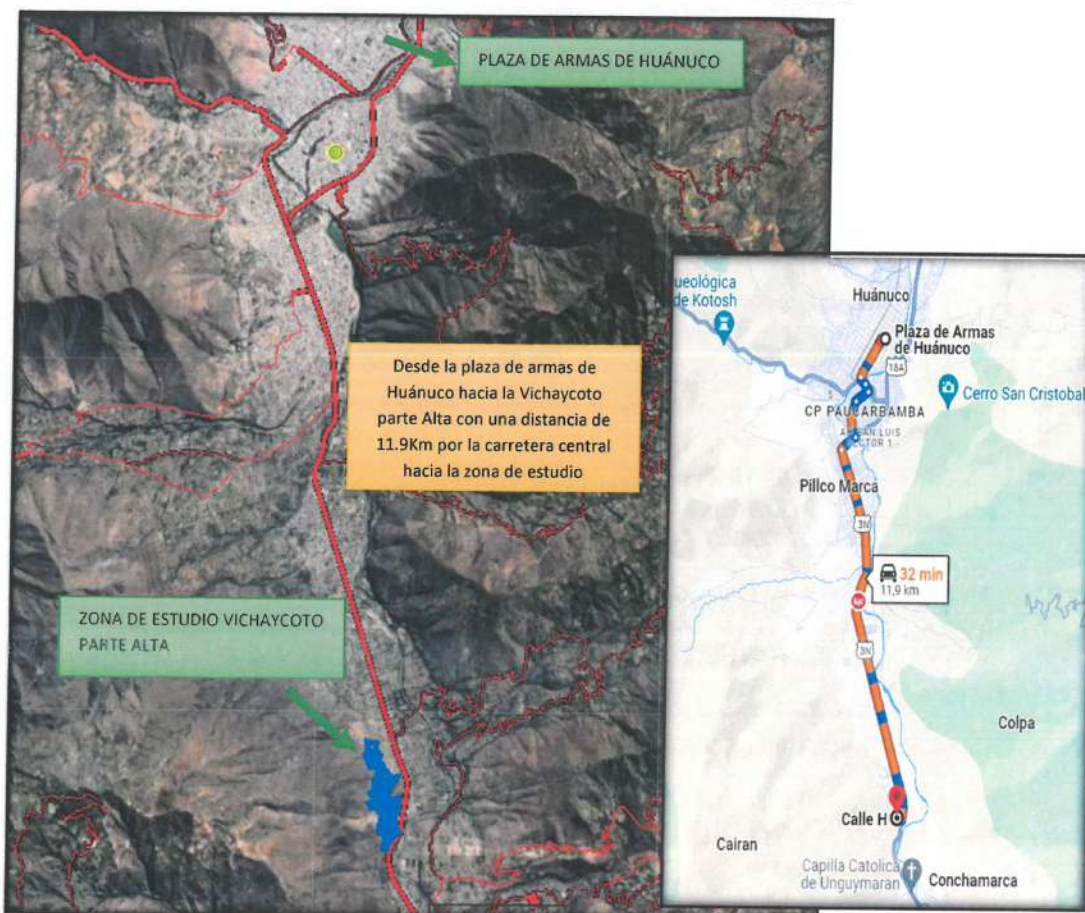 PLAZA DE ARMAS DE HUÁNUCO
Desde la plaza de armas de
Huánuco hacia la Vichaycoto
parte Alta con una distancia de
11.9Km por la carretera central
hacia la zona de estudio
ZONA DE ESTUDIO VICHAYCOTO
PARTE ALTA
ueológica
de Kotosh
Huánuco
Plaza de Armas
de Huánuco
18A
Cerro San Cristobal
CP PAUCARBAMBA
SAN LUIS
Pillco Marca
3N
32 min
11,9 km
3N
Colpa
Calle H
Cairan
Capilla Catolica
de Unguymaran
Conchamarca